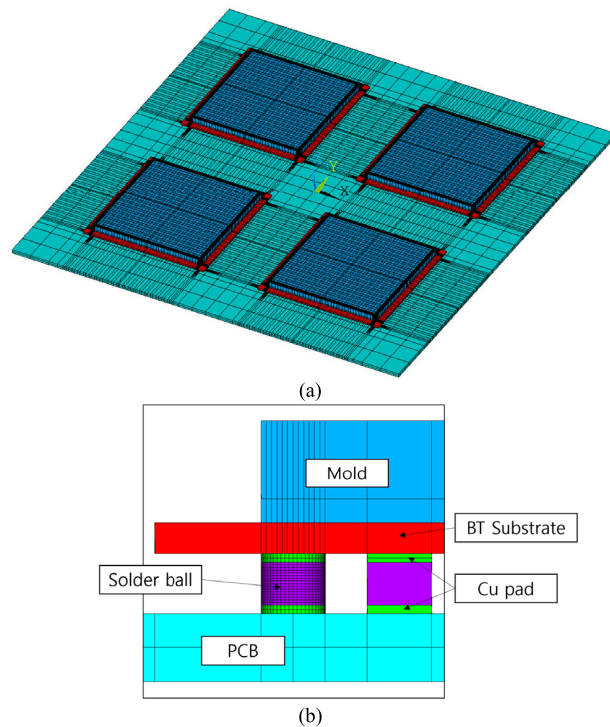 Y
X
(a)
Mold
BT Substrate
Solder ball
Cu pad
PCB
(b)